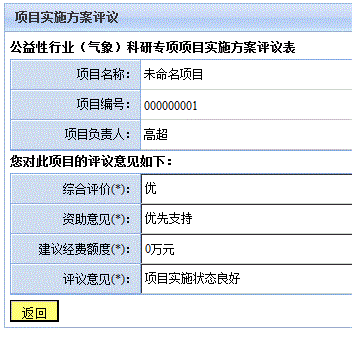 项目实施方案评议
公益性行业（气象）科研专项项目实施方案评议表
项目名称： 未命名项目
项目编号： 000000001
项目负责人： 高超
您对此项目的评议意见如下：
综合评价(*)： 优
资助意见(*)： 优先支持
建议经费额度(*)： 0万元
评议意见(*)： 项目实施状态良好
返回